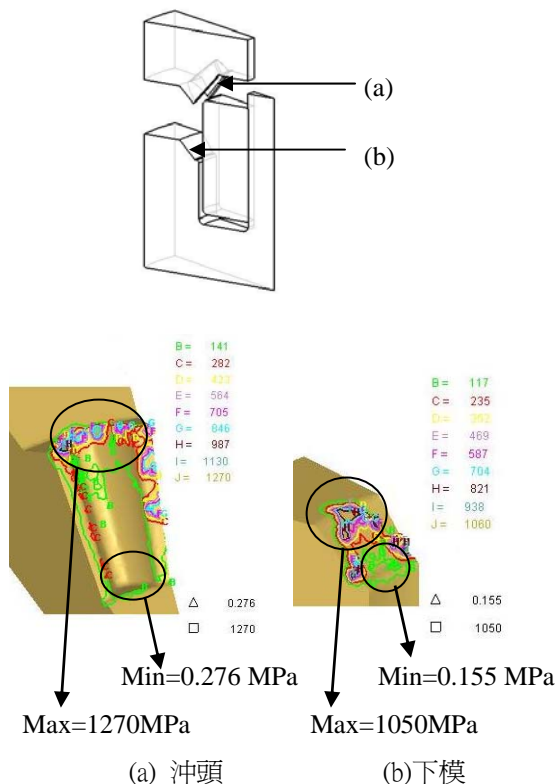 (a)
(b)
B = 141
C = 282
D = 423
E = 564
F = 705
G = 846
H = 987
I = 1130
J = 1270
B = 117
C = 235
D = 352
E = 469
F = 587
G = 704
H = 821
I = 938
J = 1060
△ 0.276
□ 1270
△ 0.155
□ 1050
Min=0.276 MPa
Min=0.155 MPa
Max=1270MPa
Max=1050MPa
(a) 沖頭
(b)下模